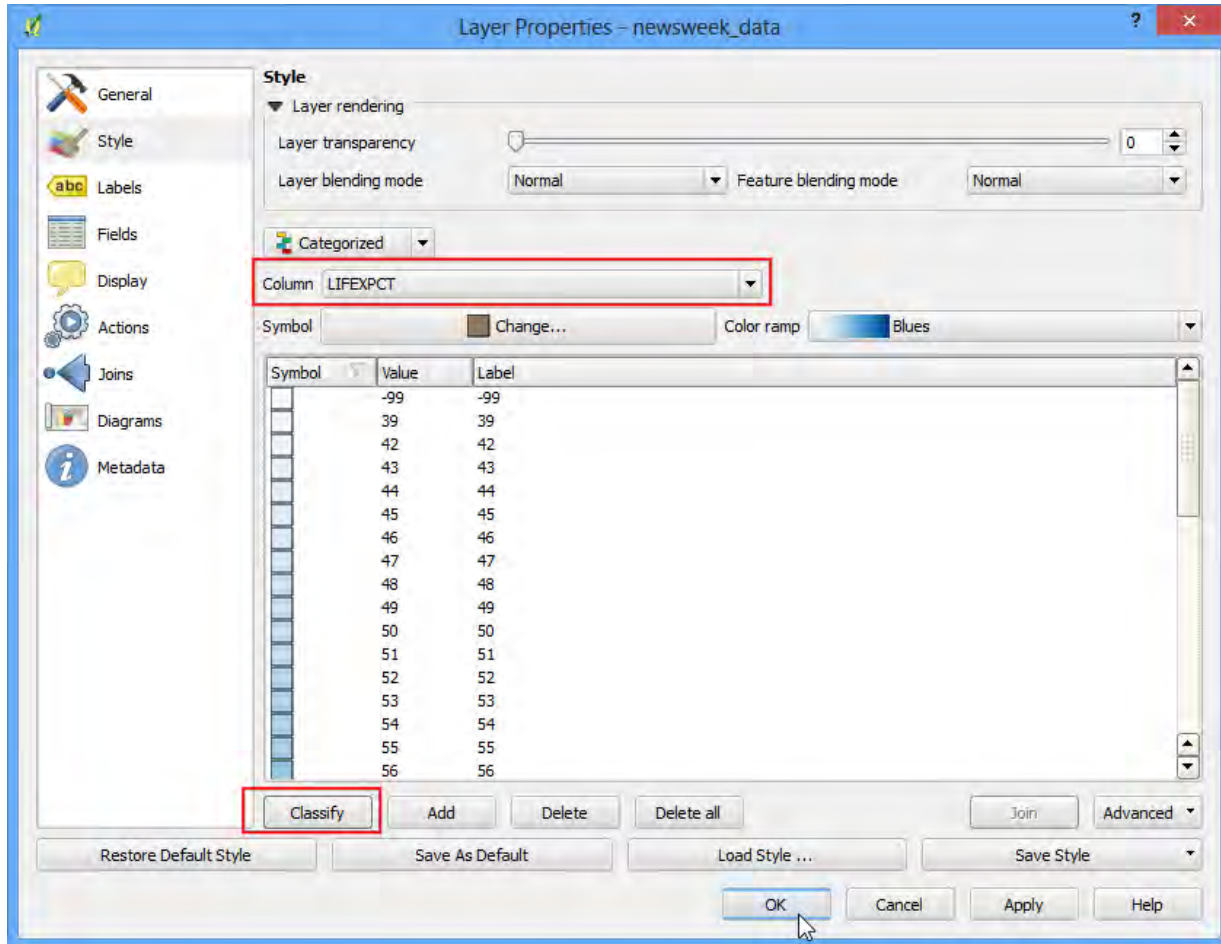 Layer Properties – newsweek_data
?
General
Style
abc Labels
Fields
Display
Actions
Joins
Diagrams
i Metadata
Style
Layer rendering
Layer transparency 0
Layer blending mode Normal Feature blending mode Normal
Categorized
Column LIFEXPCT
Symbol Change... Color ramp Blues
Symbol Value Label
-99 -99
39 39
42 42
43 43
44 44
45 45
46 46
47 47
48 48
49 49
50 50
51 51
52 52
53 53
54 54
55 55
56 56
Classify Add Delete Delete all Join Advanced
Restore Default Style Save As Default Load Style ... Save Style
OK Cancel Apply Help